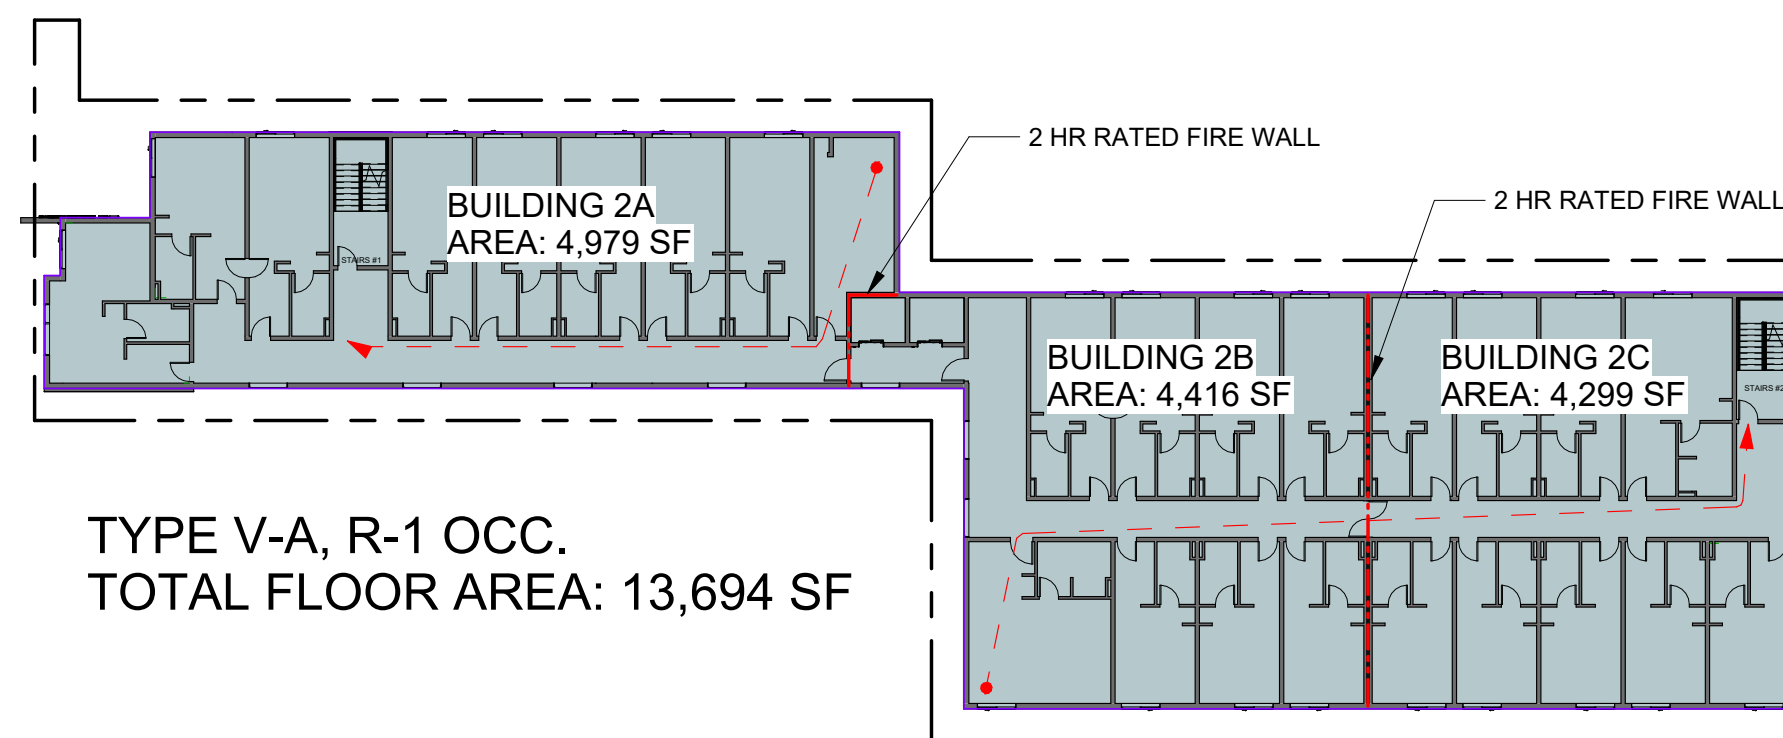 2 HR RATED FIRE WALL
BUILDING 2A
AREA: 4,979 SF
2 HR RATED FIRE WALL
STAIRS #1
BUILDING 2B
AREA: 4,416 SF
BUILDING 2C
AREA: 4,299 SF
STAIRS #2
TYPE V-A, R-1 OCC.
TOTAL FLOOR AREA: 13,694 SF